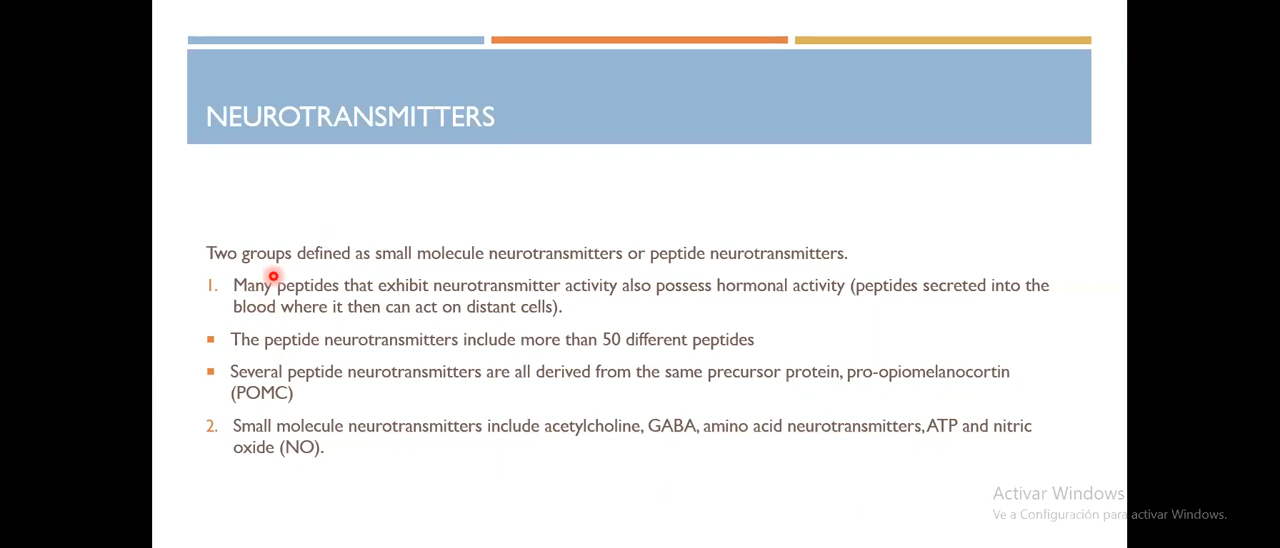 NEUROTRANSMITTERS
Two groups defined as small molecule neurotransmitters or peptide neurotransmitters.
1. Many peptides that exhibit neurotransmitter activity also possess hormonal activity (peptides secreted into the
blood where it then can act on distant cells).
▪ The peptide neurotransmitters include more than 50 different peptides
▪ Several peptide neurotransmitters are all derived from the same precursor protein, pro-opiomelanocortin
(POMC)
2. Small molecule neurotransmitters include acetylcholine, GABA, amino acid neurotransmitters, ATP and nitric
oxide (NO).
Activar Windows
Ve a Configuración para activar Windows.